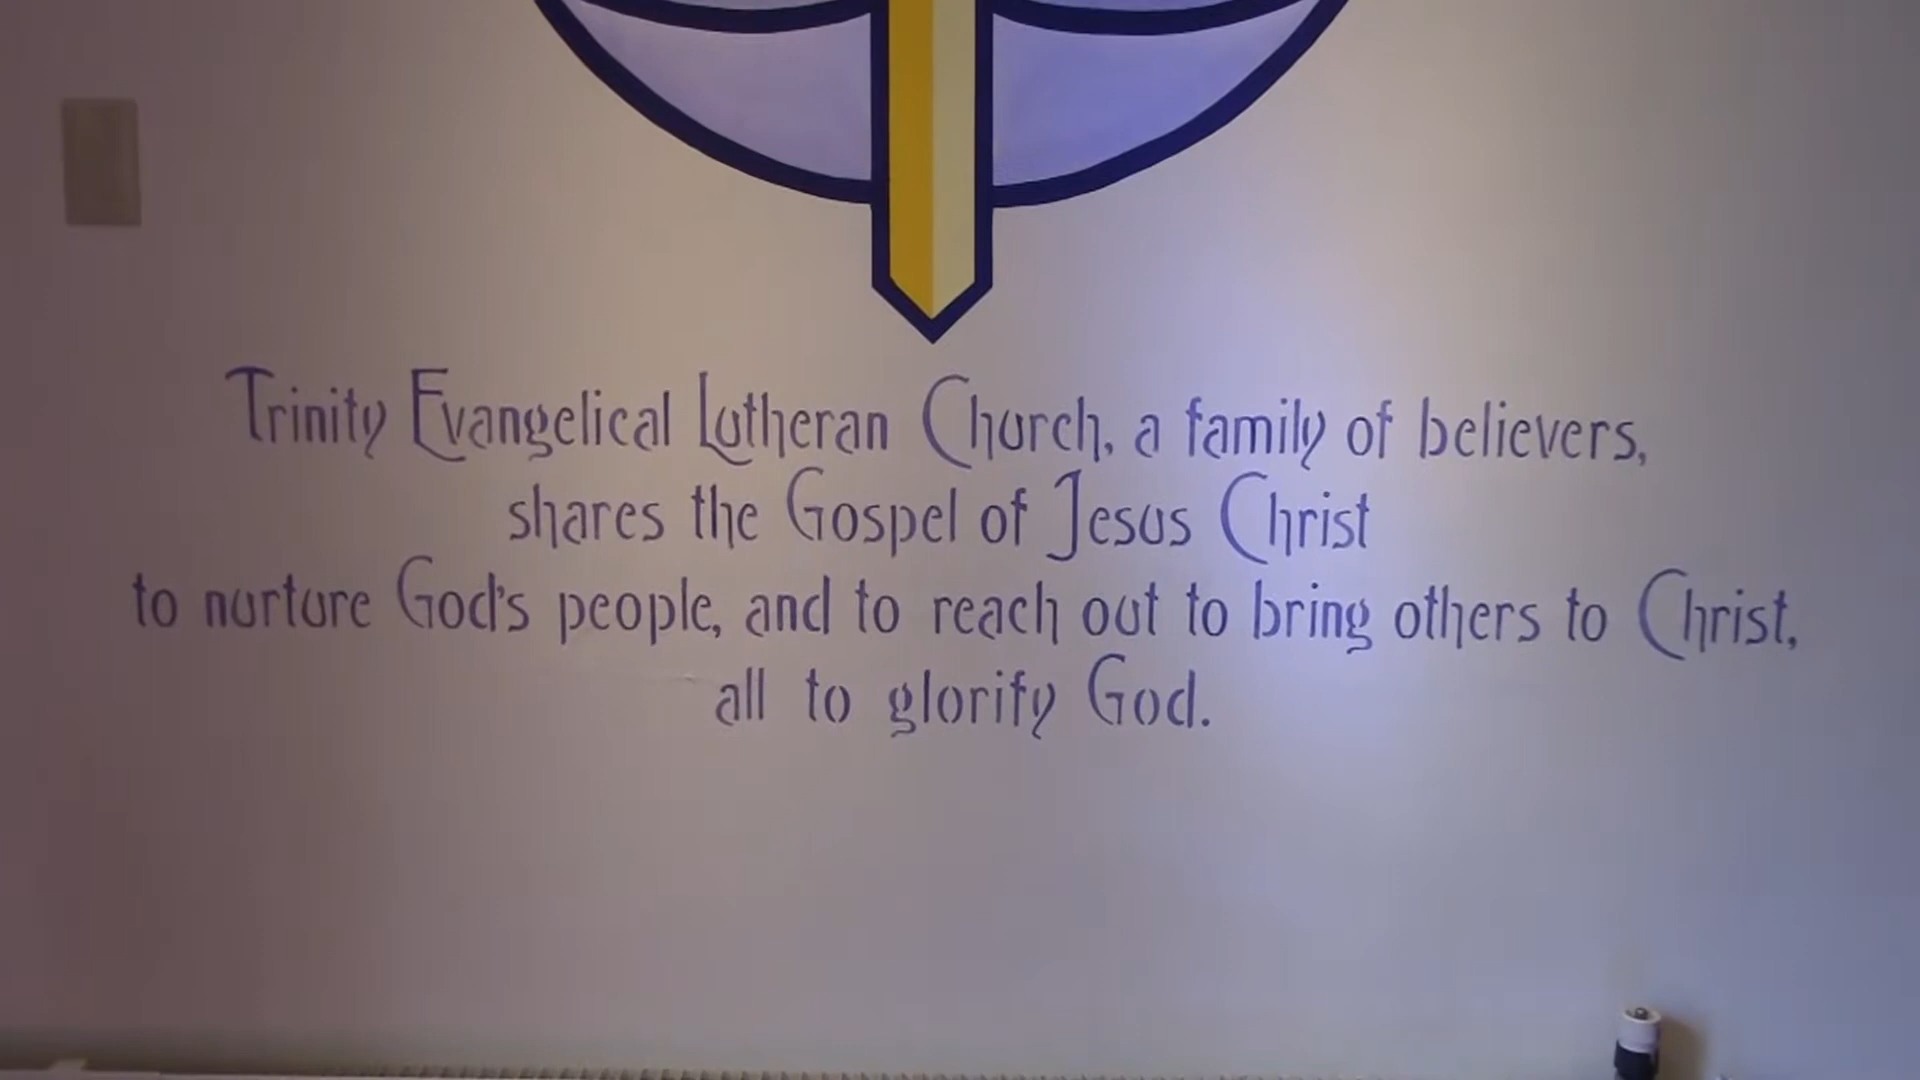 Trinity Evangelical Lutheran Church, a family of believers,
shares the Gospel of Jesus Christ
to nurture God's people, and to reach out to bring others to Christ,
all to glorify God.